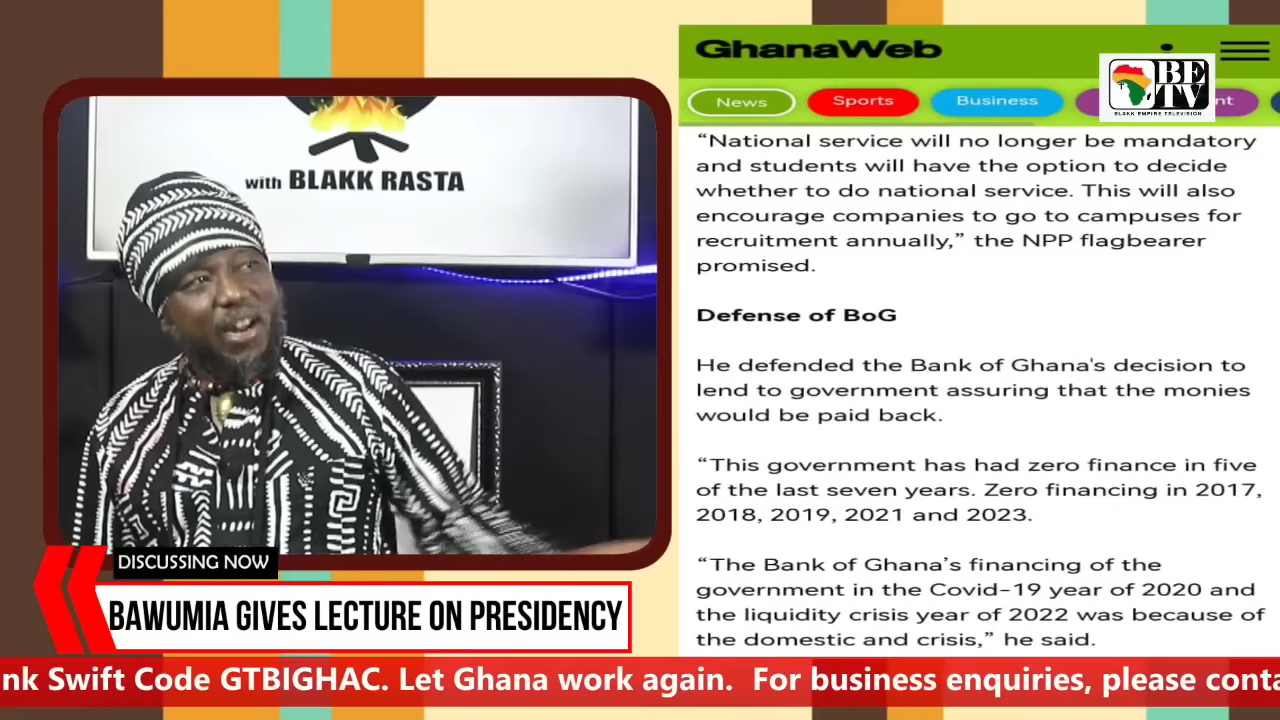 with BLAKK RASTA
GhanaWeb
BE
TV
BLAKK EMPIRE TELEVISION
News
Sports
Business
“National service will no longer be mandatory
and students will have the option to decide
whether to do national service. This will also
encourage companies to go to campuses for
recruitment annually,” the NPP flagbearer
promised.
Defense of BoG
He defended the Bank of Ghana's decision to
lend to government assuring that the monies
would be paid back.
“This government has had zero finance in five
of the last seven years. Zero financing in 2017,
2018, 2019, 2021 and 2023.
“The Bank of Ghana’s financing of the
government in the Covid-19 year of 2020 and
the liquidity crisis year of 2022 was because of
the domestic and crisis,” he said.
DISCUSSING NOW
BAWUMIA GIVES LECTURE ON PRESIDENCY
nk Swift Code GTBIGHAC. Let Ghana work again. For business enquiries, please conta